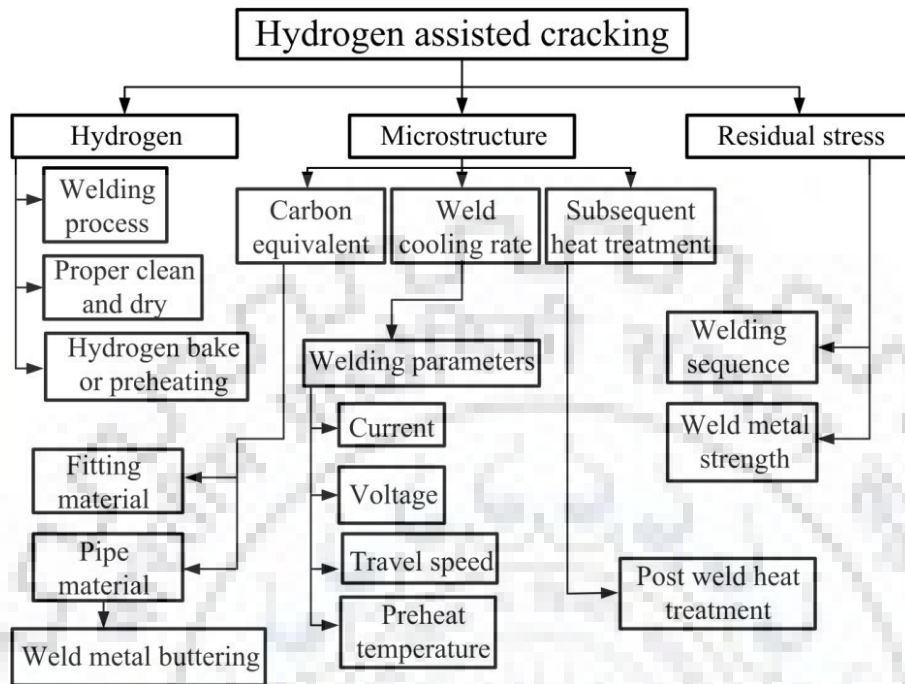 Hydrogen assisted cracking
Hydrogen
Microstructure
Residual stress
Welding
process
Proper clean
and dry
Hydrogen bake
or preheating
Carbon
equivalent
Weld
cooling rate
Subsequent
heat treatment
Welding parameters
Current
Voltage
Travel speed
Preheat
temperature
Fitting
material
Pipe
material
Weld metal buttering
Welding
sequence
Weld metal
strength
Post weld heat
treatment